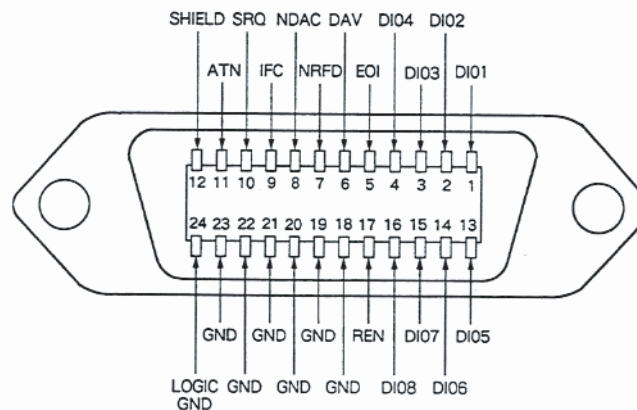 SHIELD SRQ NDAC DAV DI04 DI02
ATN IFC NRFD EOI DI03 DI01
12 11 10 9 8 7 6 5 4 3 2 1
24 23 22 21 20 19 18 17 16 15 14 13
GND GND GND REN DI07 DI05
LOGIC GND GND GND GND DI08 DI06